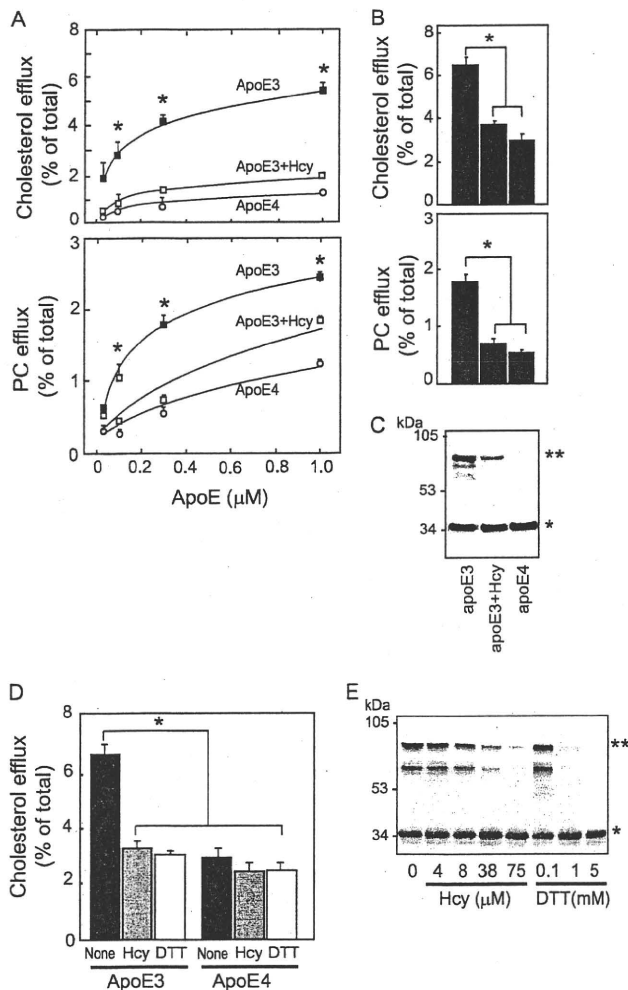 A
8
6
4
2
0
Cholesterol efflux
(% of total)
*
*
*
ApoE3
ApoE3+Hcy
ApoE4
3
2
1
0
PC efflux
(% of total)
*
*
*
ApoE3
ApoE3+Hcy
ApoE4
0 0.2 0.4 0.6 0.8 1.0
ApoE (μM)
B
8
6
4
2
0
Cholesterol efflux
(% of total)
*
3
2
1
0
PC efflux
(% of total)
*
C kDa
105
53
34
**
*
apoE3
apoE3+Hcy
apoE4
D
8
6
4
2
0
Cholesterol efflux
(% of total)
*
None Hcy DTT None Hcy DTT
ApoE3 ApoE4
E kDa
105
53
34
**
*
0 4 8 38 75 0.1 1 5
Hcy (μM) DTT(mM)